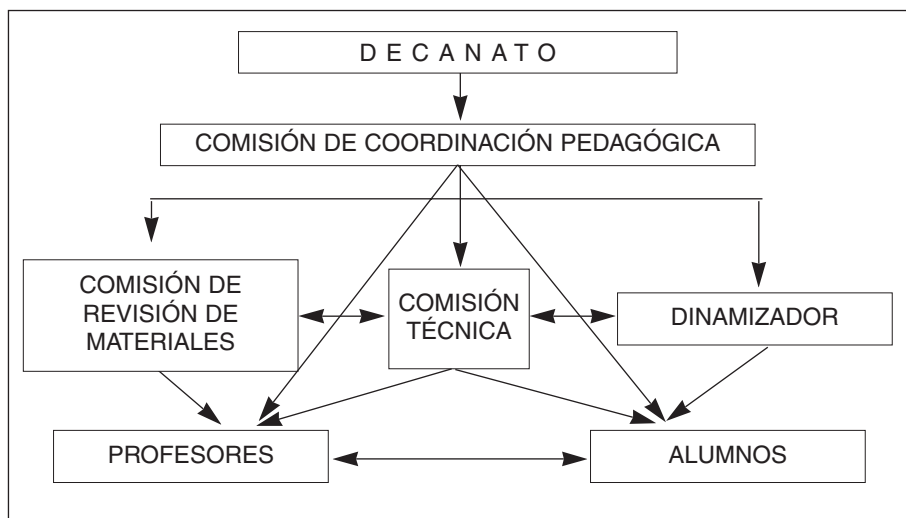 D E C A N A T O
COMISIÓN DE COORDINACIÓN PEDAGÓGICA
COMISIÓN DE
REVISIÓN DE
MATERIALES
COMISIÓN
TÉCNICA
DINAMIZADOR
PROFESORES
ALUMNOS